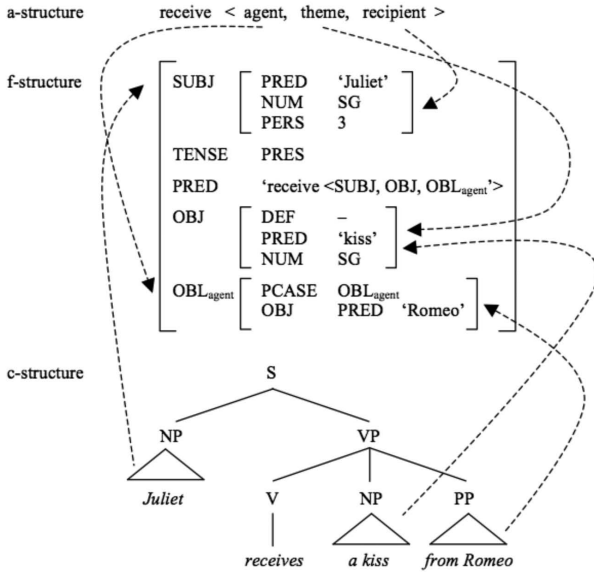 a-structure receive < agent, theme, recipient >
f-structure SUBJ PRED ‘Juliet’
NUM SG
PERS 3
TENSE PRES
PRED ‘receive <SUBJ, OBJ, OBLagent’>
OBJ DEF –
PRED ‘kiss’
NUM SG
OBLagent PCASE OBLagent
OBJ PRED ‘Romeo’
c-structure S
NP VP
Juliet V NP PP
receives a kiss from Romeo